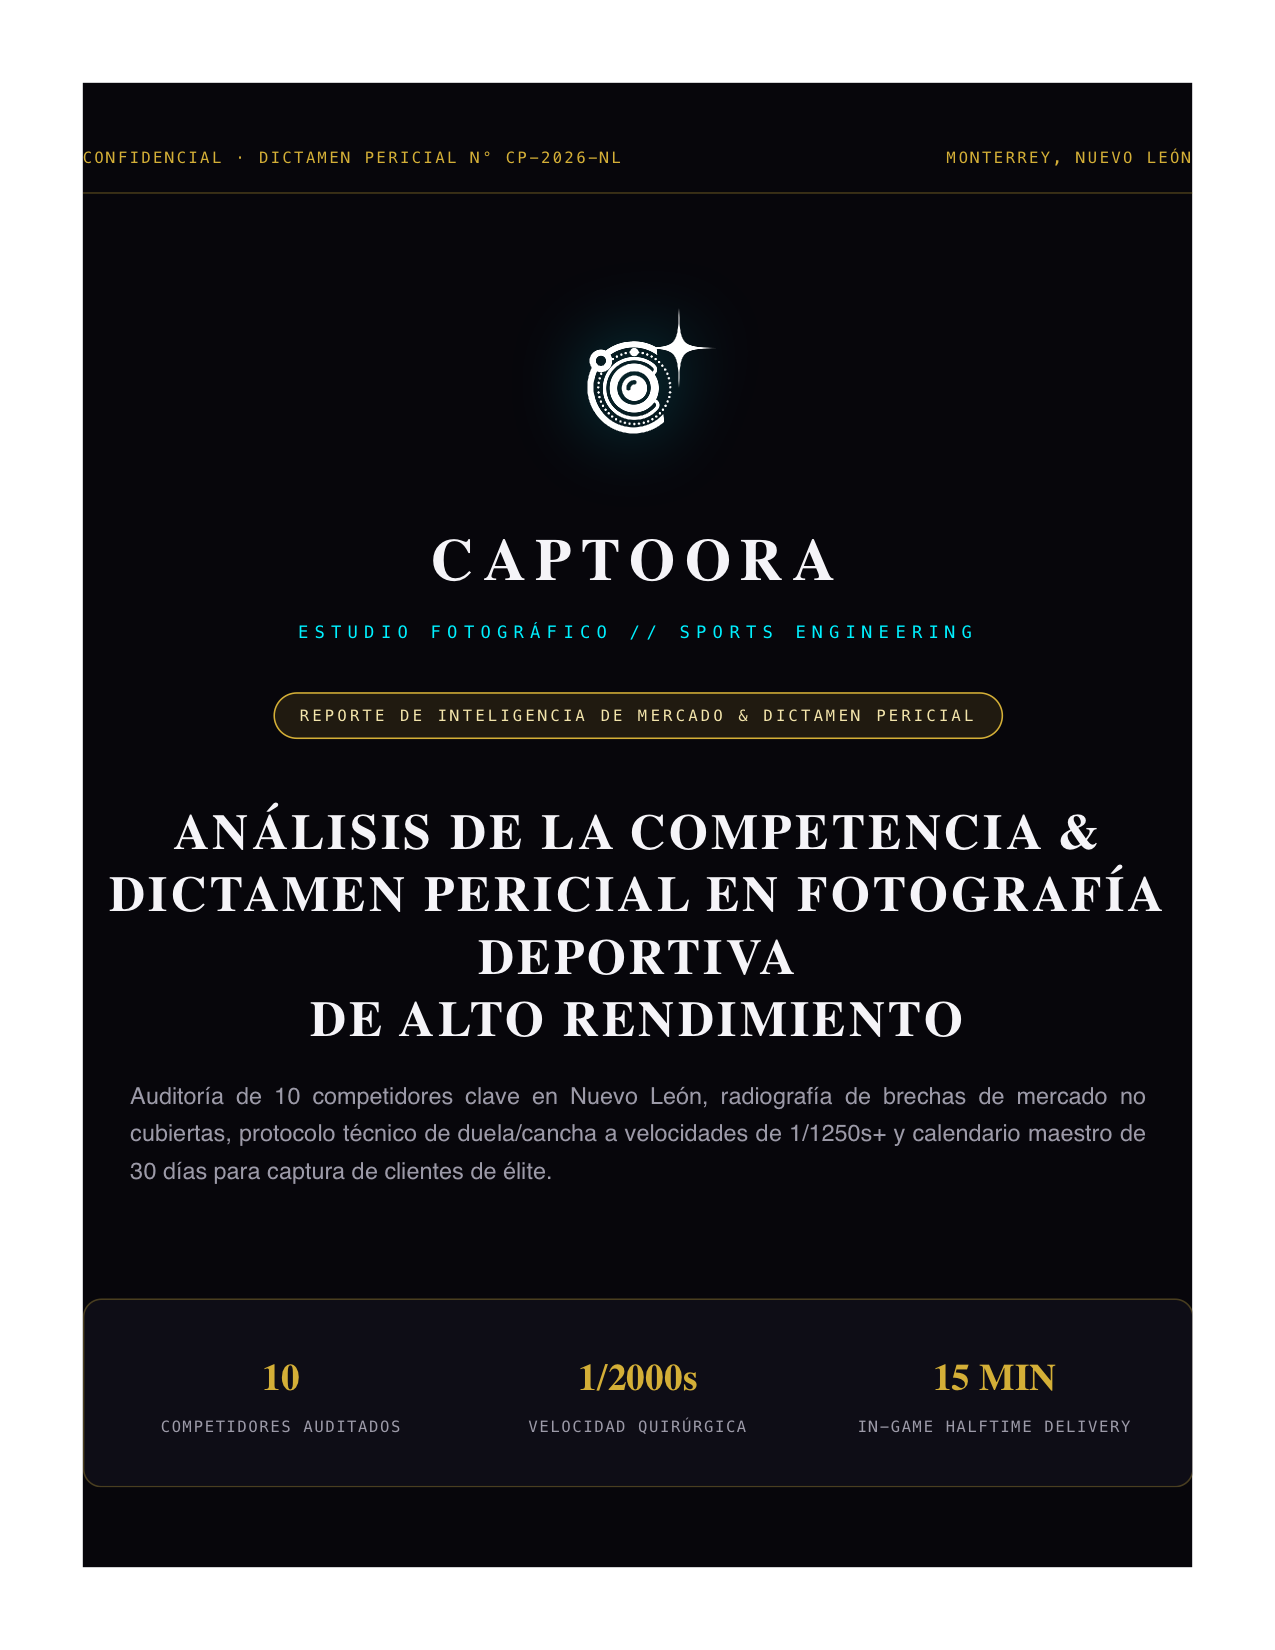 CONFIDENCIAL · DICTAMEN PERICIAL N° CP-2026-NL
MONTERREY, NUEVO LEÓN
CAPTOORA
ESTUDIO FOTOGRÁFICO // SPORTS ENGINEERING
REPORTE DE INTELIGENCIA DE MERCADO & DICTAMEN PERICIAL
ANÁLISIS DE LA COMPETENCIA &
DICTAMEN PERICIAL EN FOTOGRAFÍA
DEPORTIVA
DE ALTO RENDIMIENTO
Auditoría de 10 competidores clave en Nuevo León, radiografía de brechas de mercado no
cubiertas, protocolo técnico de duela/cancha a velocidades de 1/1250s+ y calendario maestro de
30 días para captura de clientes de élite.
10
COMPETIDORES AUDITADOS
1/2000s
VELOCIDAD QUIRÚRGICA
15 MIN
IN-GAME HALFTIME DELIVERY